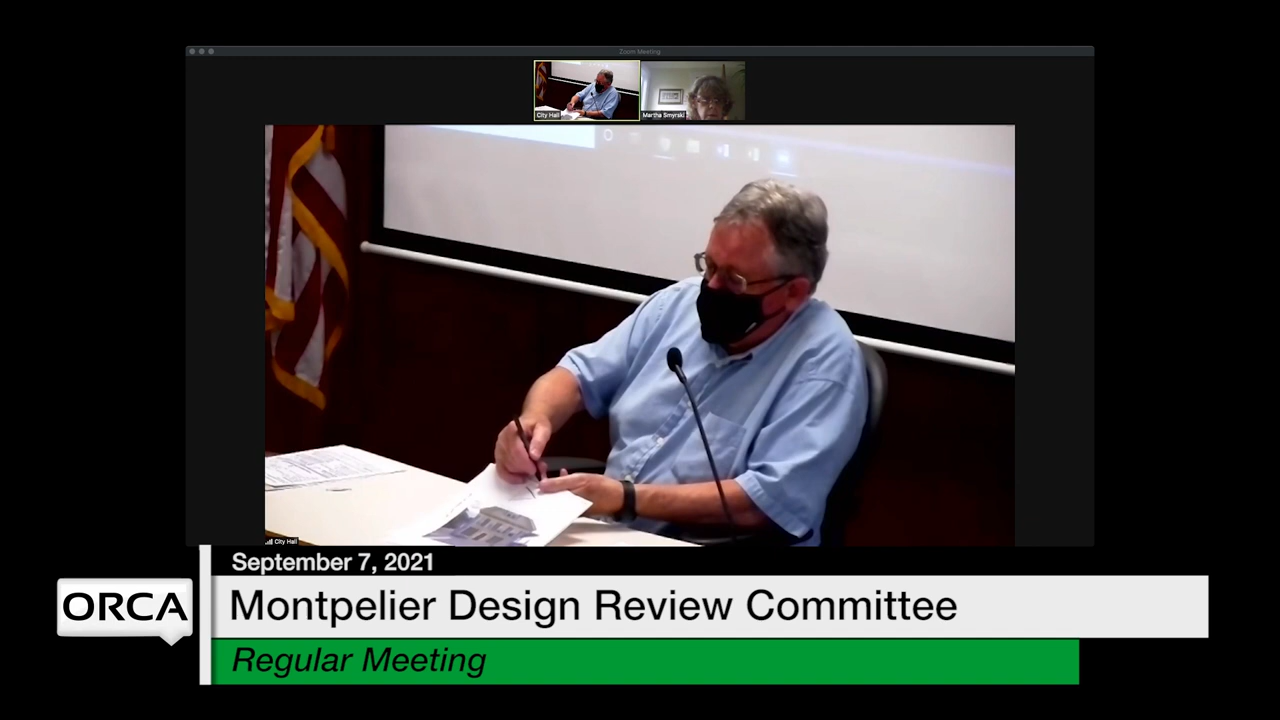 Zoom Meeting
City Hall
Martha Smyrski
City Hall
September 7, 2021
ORCA
Montpelier Design Review Committee
Regular Meeting